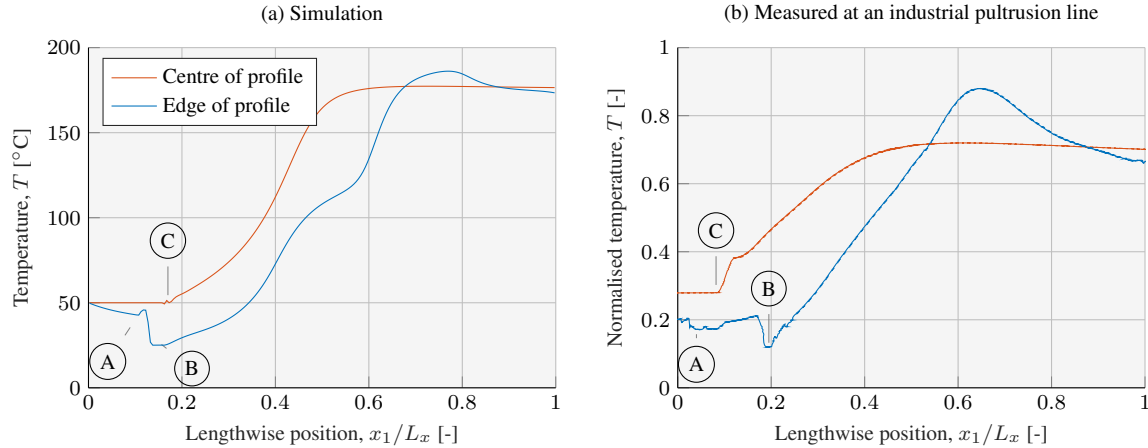 (a) Simulation
Temperature, T [°C]
200
150
100
50
0
Centre of profile
Edge of profile
C
A
B
0 0.2 0.4 0.6 0.8 1
Lengthwise position, x₁/Lₓ [-]
(b) Measured at an industrial pultrusion line
Normalised temperature, T [-]
1
0.8
0.6
0.4
0.2
0
C
B
A
0 0.2 0.4 0.6 0.8 1
Lengthwise position, x₁/Lₓ [-]